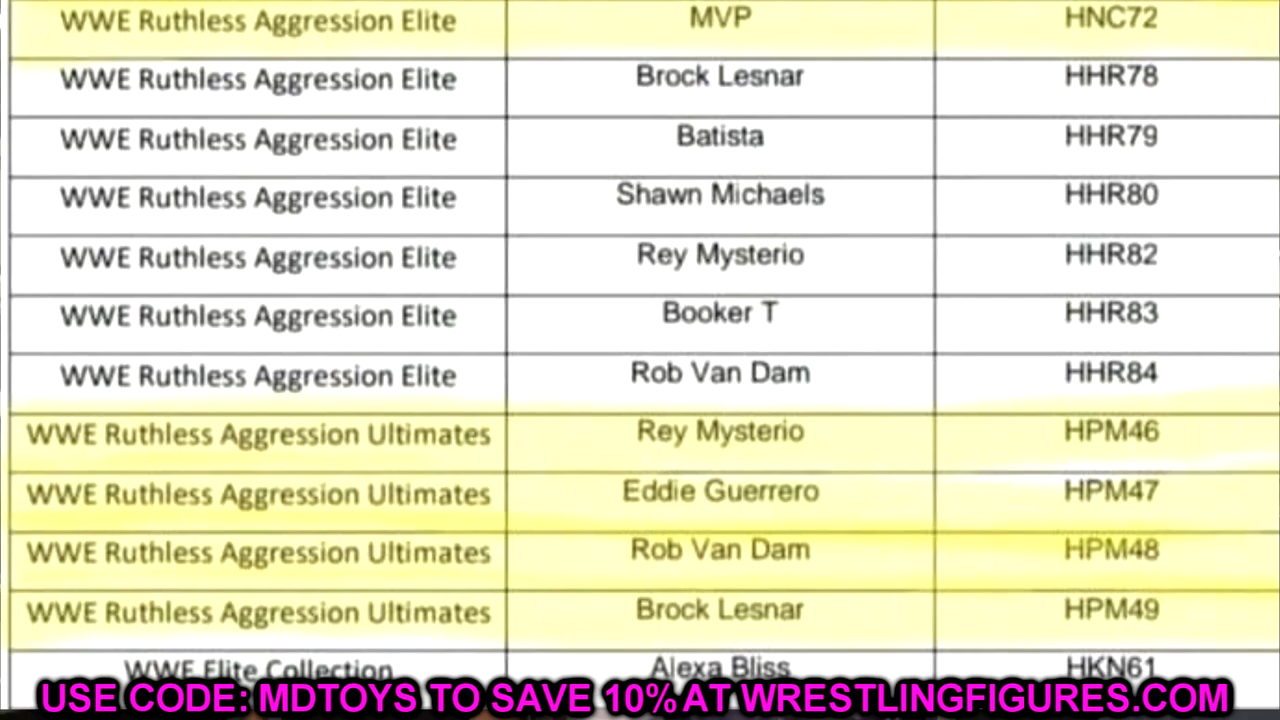 WWE Ruthless Aggression Elite MVP HNC72
WWE Ruthless Aggression Elite Brock Lesnar HHR78
WWE Ruthless Aggression Elite Batista HHR79
WWE Ruthless Aggression Elite Shawn Michaels HHR80
WWE Ruthless Aggression Elite Rey Mysterio HHR82
WWE Ruthless Aggression Elite Booker T HHR83
WWE Ruthless Aggression Elite Rob Van Dam HHR84
WWE Ruthless Aggression Ultimates Rey Mysterio HPM46
WWE Ruthless Aggression Ultimates Eddie Guerrero HPM47
WWE Ruthless Aggression Ultimates Rob Van Dam HPM48
WWE Ruthless Aggression Ultimates Brock Lesnar HPM49
WWE Elite Collection Alexa Bliss HKN61
USE CODE: MDTOYS TO SAVE 10% AT WRESTLINGFIGURES.COM